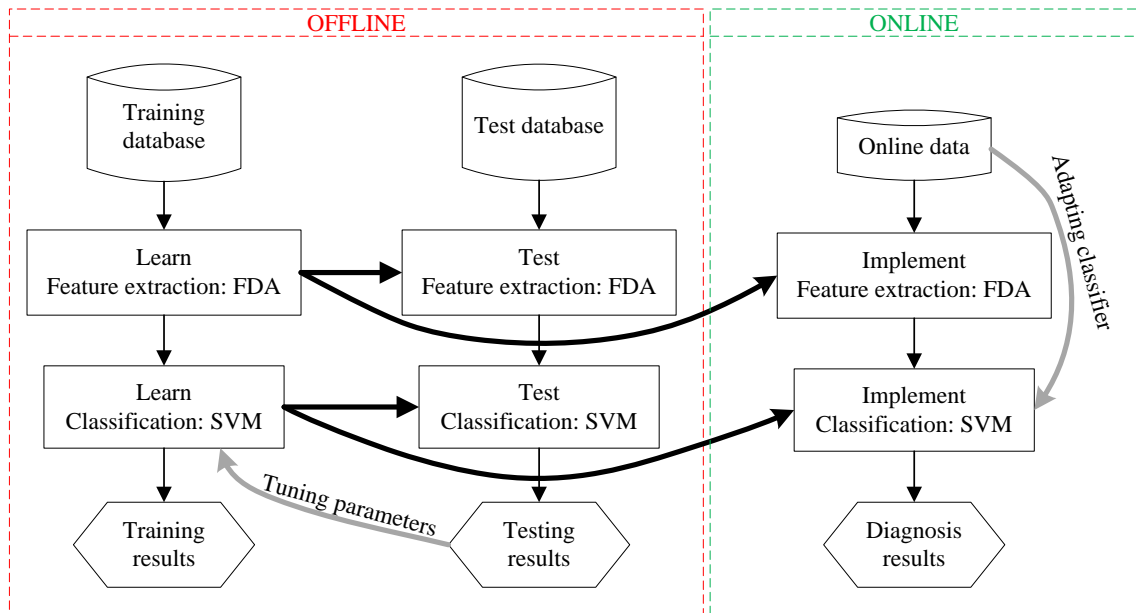 OFFLINE
ONLINE
Training
database
Test database
Online data
Learn
Feature extraction: FDA
Test
Feature extraction: FDA
Implement
Feature extraction: FDA
Adapting classifier
Learn
Classification: SVM
Test
Classification: SVM
Implement
Classification: SVM
Tuning parameters
Training
results
Testing
results
Diagnosis
results